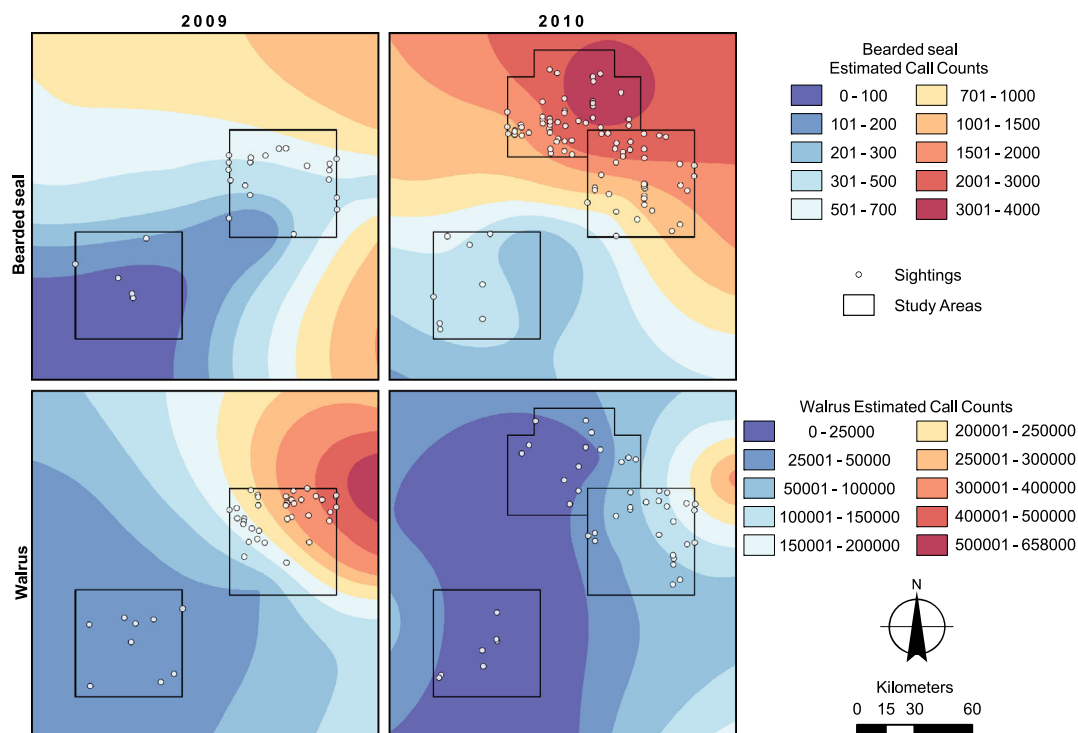 2009
2010
Bearded seal
Walrus
Bearded seal
Estimated Call Counts
0 - 100
701 - 1000
101 - 200
1001 - 1500
201 - 300
1501 - 2000
301 - 500
2001 - 3000
501 - 700
3001 - 4000
Sightings
Study Areas
Walrus Estimated Call Counts
0 - 25000
200001 - 250000
25001 - 50000
250001 - 300000
50001 - 100000
300001 - 400000
100001 - 150000
400001 - 500000
150001 - 200000
500001 - 658000
N
Kilometers
0 15 30 60